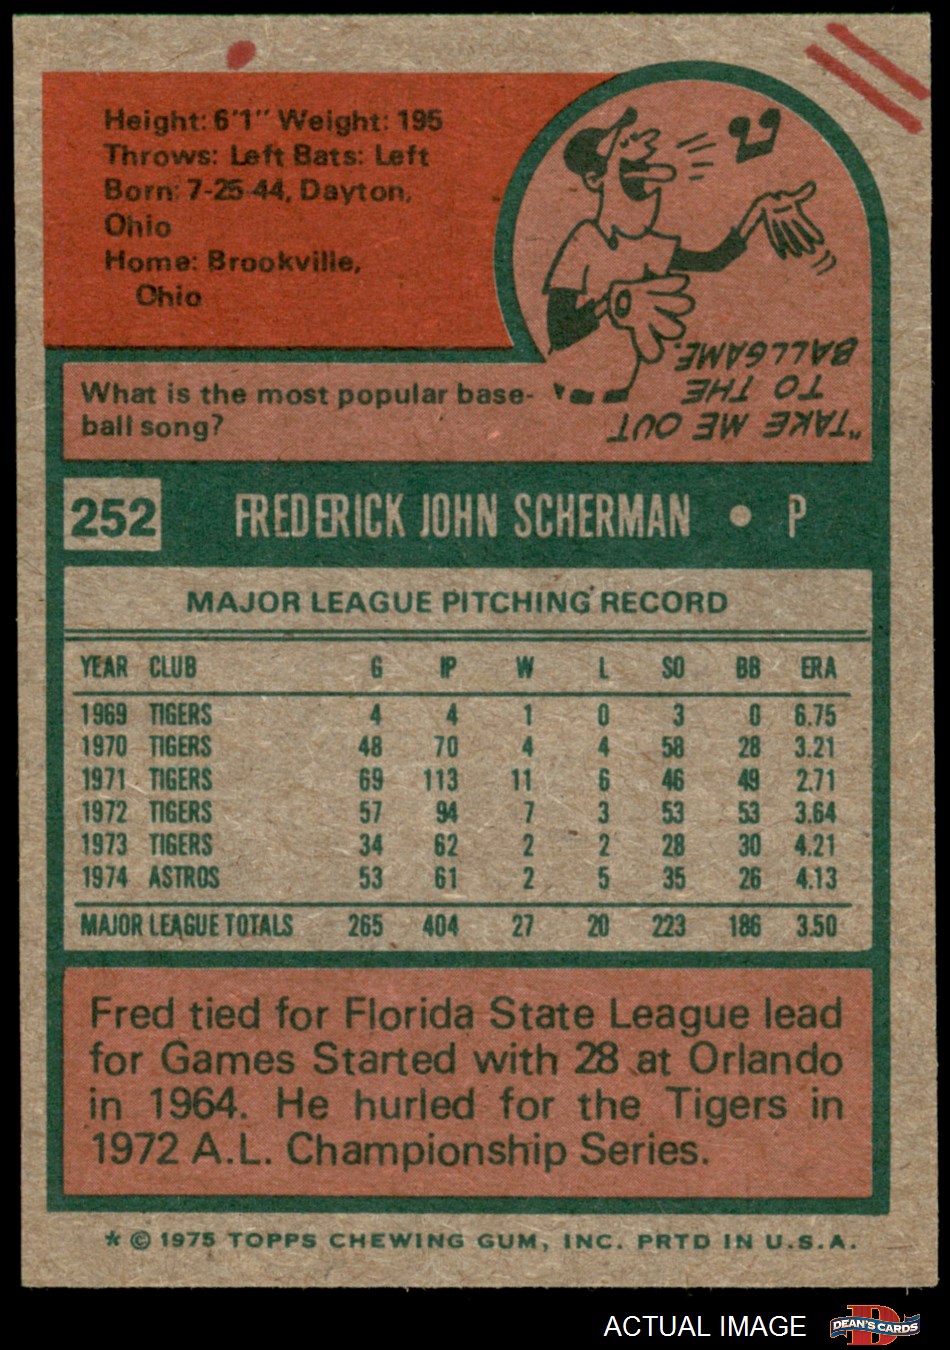 Height: 6'1" Weight: 195
Throws: Left Bats: Left
Born: 7-25-44, Dayton,
Ohio
Home: Brookville,
Ohio
What is the most popular base-
ball song?
"TAKE ME OUT
TO THE
BALLGAME."
252 FREDERICK JOHN SCHERMAN • P
MAJOR LEAGUE PITCHING RECORD
YEAR CLUB G IP W L SO BB ERA
1969 TIGERS 4 4 1 0 3 0 6.75
1970 TIGERS 48 70 4 4 58 28 3.21
1971 TIGERS 69 113 11 6 46 49 2.71
1972 TIGERS 57 94 7 3 53 53 3.64
1973 TIGERS 34 62 2 2 28 30 4.21
1974 ASTROS 53 61 2 5 35 26 4.13
MAJOR LEAGUE TOTALS 265 404 27 20 223 186 3.50
Fred tied for Florida State League lead
for Games Started with 28 at Orlando
in 1964. He hurled for the Tigers in
1972 A.L. Championship Series.
* © 1975 TOPPS CHEWING GUM, INC. PRTD IN U.S.A.
ACTUAL IMAGE
D
DEAN'S CARDS